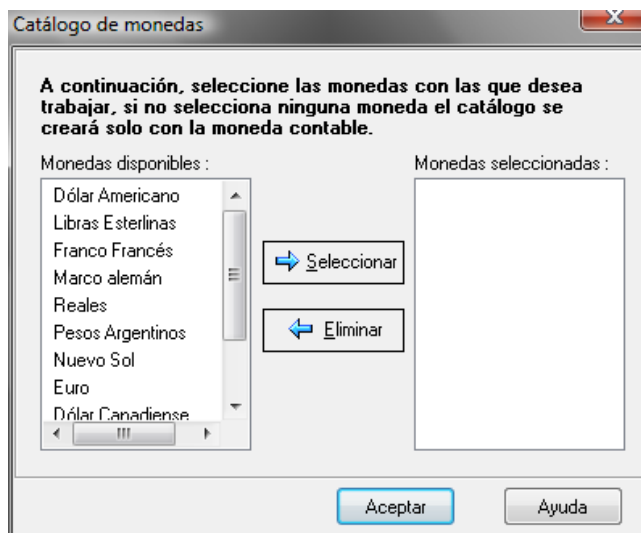 Catálogo de monedas
A continuación, seleccione las monedas con las que desea
trabajar, si no selecciona ninguna moneda el catálogo se
creará solo con la moneda contable.
Monedas disponibles :
Dólar Americano
Libras Esterlinas
Franco Francés
Marco alemán
Reales
Pesos Argentinos
Nuevo Sol
Euro
Dólar Canadiense
Seleccionar
Eliminar
Monedas seleccionadas :
Aceptar
Ayuda